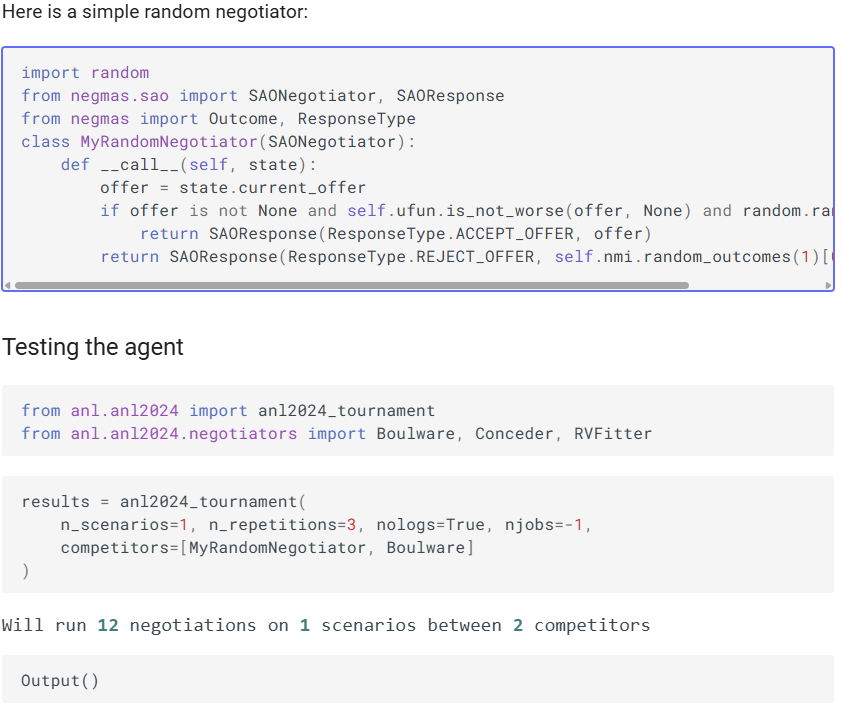 Here is a simple random negotiator:
import random
from negmas.sao import SAONegotiator, SAOResponse
from negmas import Outcome, ResponseType
class MyRandomNegotiator(SAONegotiator):
    def __call__(self, state):
        offer = state.current_offer
        if offer is not None and self.ufun.is_not_worse(offer, None) and random.ra
            return SAOResponse(ResponseType.ACCEPT_OFFER, offer)
        return SAOResponse(ResponseType.REJECT_OFFER, self.nmi.random_outcomes(1)[
Testing the agent
from anl.anl2024 import anl2024_tournament
from anl.anl2024.negotiators import Boulware, Conceder, RVFitter
results = anl2024_tournament(
    n_scenarios=1, n_repetitions=3, nologs=True, njobs=-1,
    competitors=[MyRandomNegotiator, Boulware]
)
Will run 12 negotiations on 1 scenarios between 2 competitors
Output()